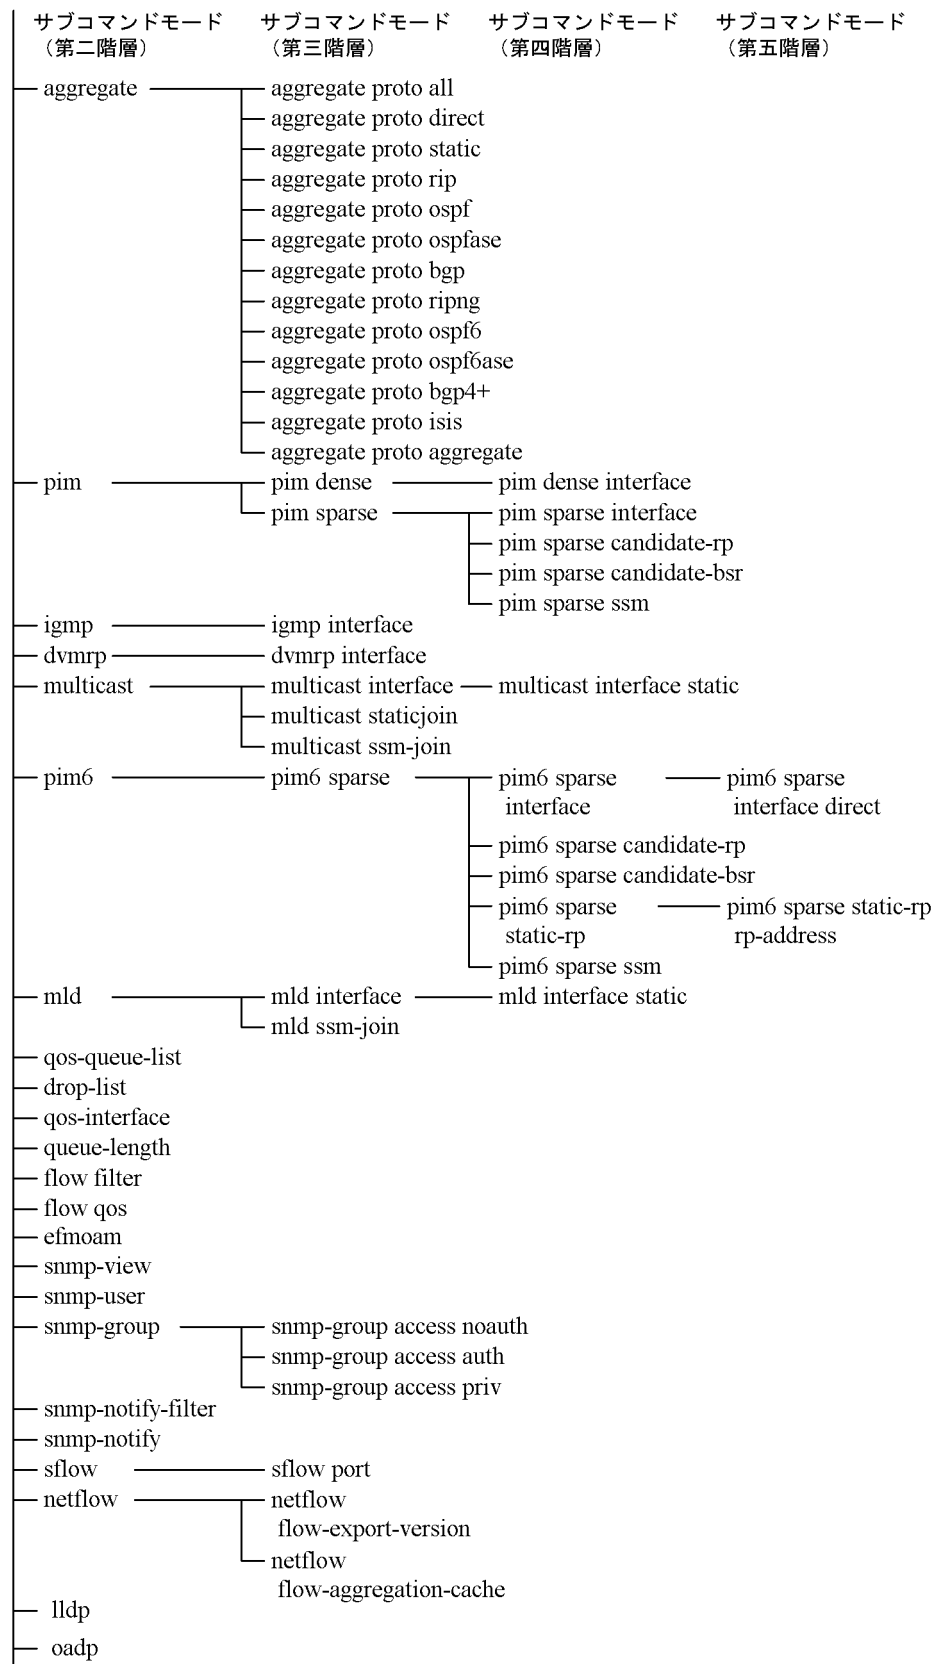 サブコマンドモード サブコマンドモード サブコマンドモード サブコマンドモード
（第二階層） （第三階層） （第四階層） （第五階層）
aggregate aggregate proto all
aggregate proto direct
aggregate proto static
aggregate proto rip
aggregate proto ospf
aggregate proto ospfase
aggregate proto bgp
aggregate proto ripng
aggregate proto ospf6
aggregate proto ospf6ase
aggregate proto bgp4+
aggregate proto isis
aggregate proto aggregate
pim pim dense pim dense interface
pim sparse pim sparse interface
pim sparse candidate-rp
pim sparse candidate-bsr
pim sparse ssm
igmp igmp interface
dvmrp dvmrp interface
multicast multicast interface multicast interface static
multicast staticjoin
multicast ssm-join
pim6 pim6 sparse pim6 sparse pim6 sparse
interface interface direct
pim6 sparse candidate-rp
pim6 sparse candidate-bsr
pim6 sparse pim6 sparse static-rp
static-rp rp-address
pim6 sparse ssm
mld mld interface mld interface static
mld ssm-join
qos-queue-list
drop-list
qos-interface
queue-length
flow filter
flow qos
efmoam
snmp-view
snmp-user
snmp-group snmp-group access noauth
snmp-group access auth
snmp-group access priv
snmp-notify-filter
snmp-notify
sflow sflow port
netflow netflow
flow-export-version
netflow
flow-aggregation-cache
lldp
oadp